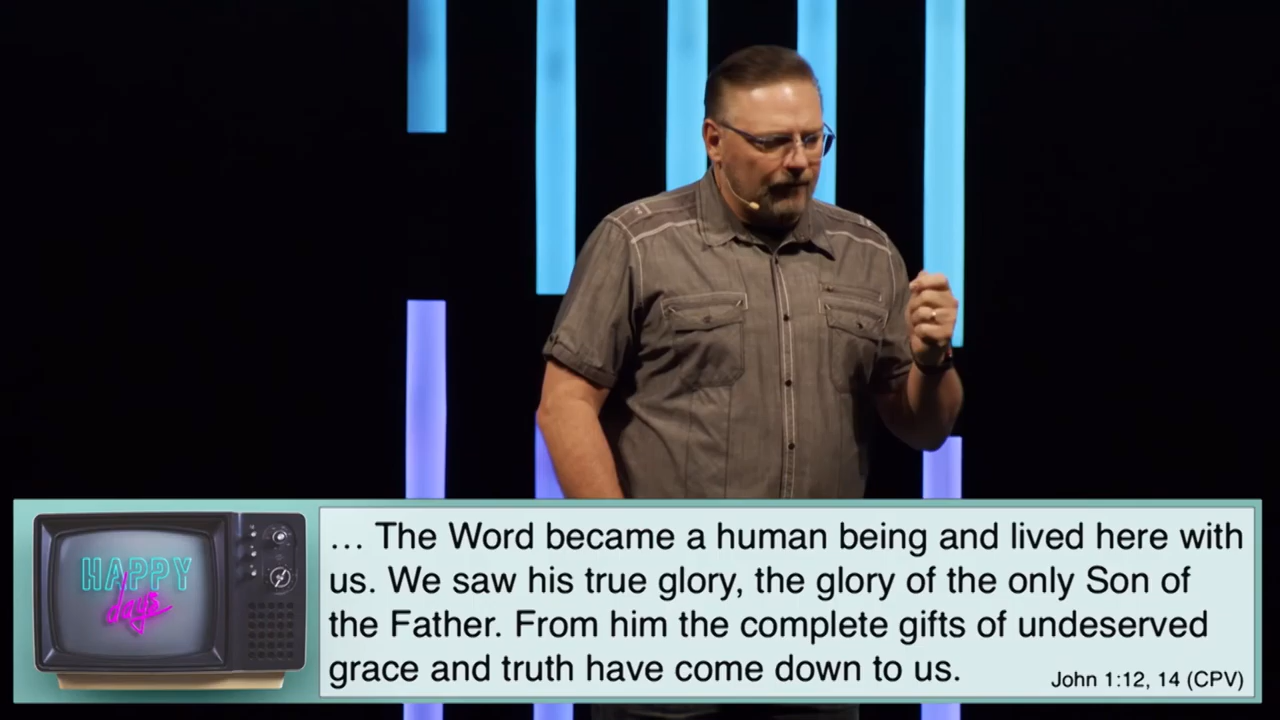 HAPPY
days
… The Word became a human being and lived here with
us. We saw his true glory, the glory of the only Son of
the Father. From him the complete gifts of undeserved
grace and truth have come down to us.
John 1:12, 14 (CPV)